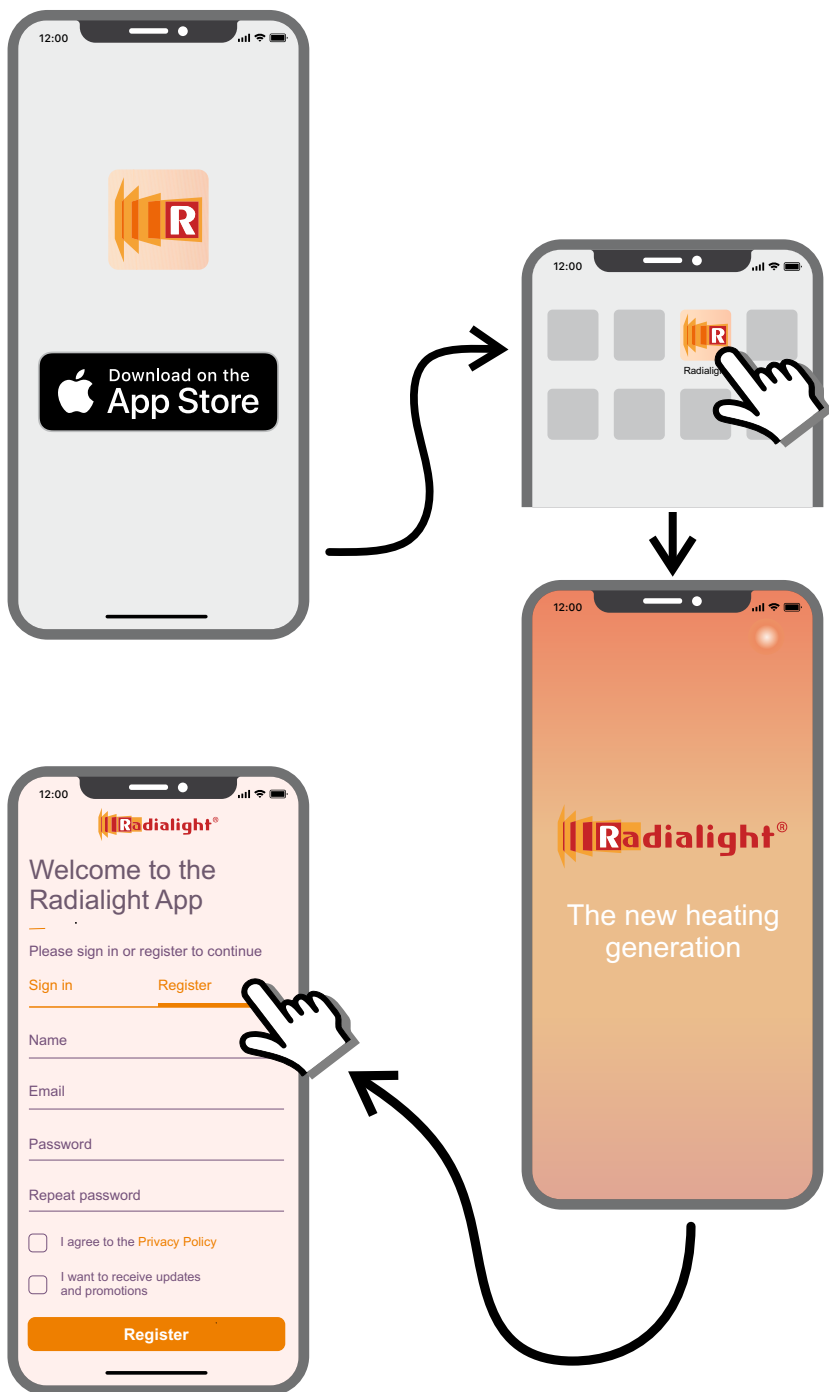 12:00
R
Download on the
App Store
12:00
R
12:00
Radialight®
The new heating
generation
12:00
Radialight®
Welcome to the
Radialight App
Please sign in or register to continue
Sign in Register
Name
Email
Password
Repeat password
I agree to the Privacy Policy
I want to receive updates
and promotions
Register